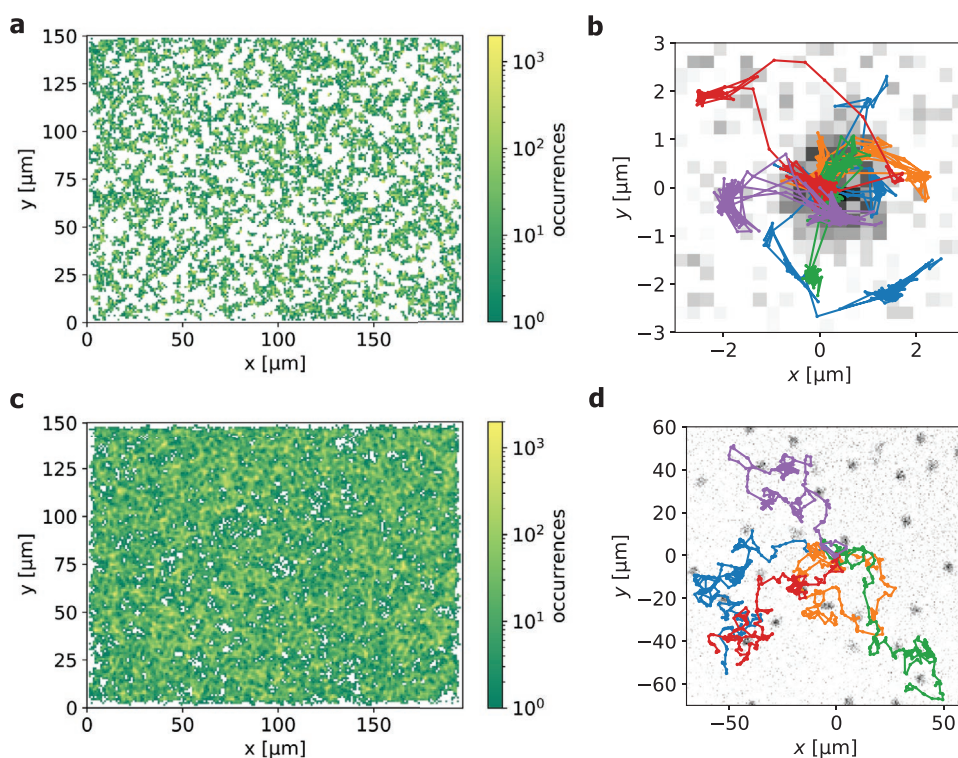 a
150
125
100
75
50
25
0
y [µm]
0 50 100 150
x [µm]
10³
10²
10¹
10⁰
occurrences
b
3
2
1
0
−1
−2
−3
y [µm]
−2 0 2
x [µm]
c
150
125
100
75
50
25
0
y [µm]
0 50 100 150
x [µm]
10³
10²
10¹
10⁰
occurrences
d
60
40
20
0
−20
−40
−60
y [µm]
−50 0 50
x [µm]